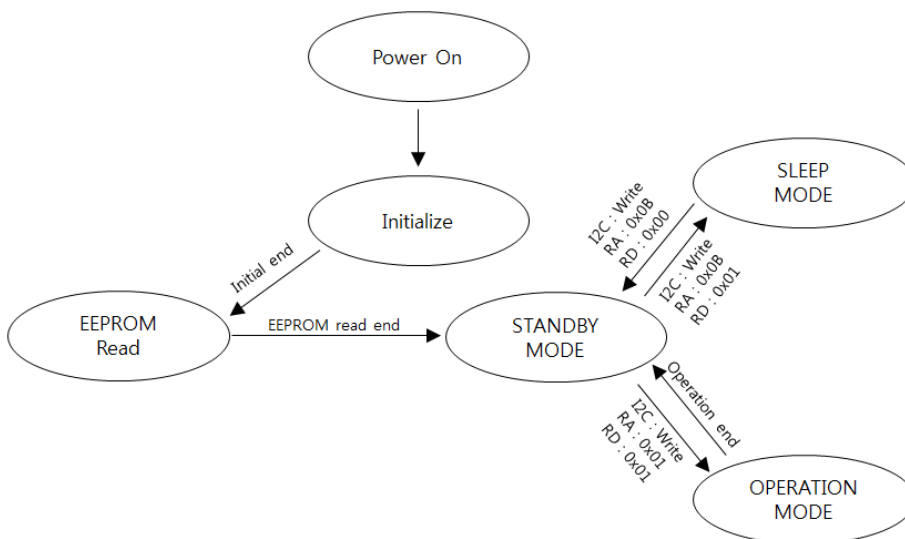 Power On
Initialize
SLEEP
MODE
I2C : Write
RA : 0x0B
RD : 0x00
I2C : Write
RA : 0x0B
RD : 0x01
Initial end
EEPROM
Read
EEPROM read end
STANDBY
MODE
Operation end
I2C : Write
RA : 0x01
RD : 0x01
OPERATION
MODE